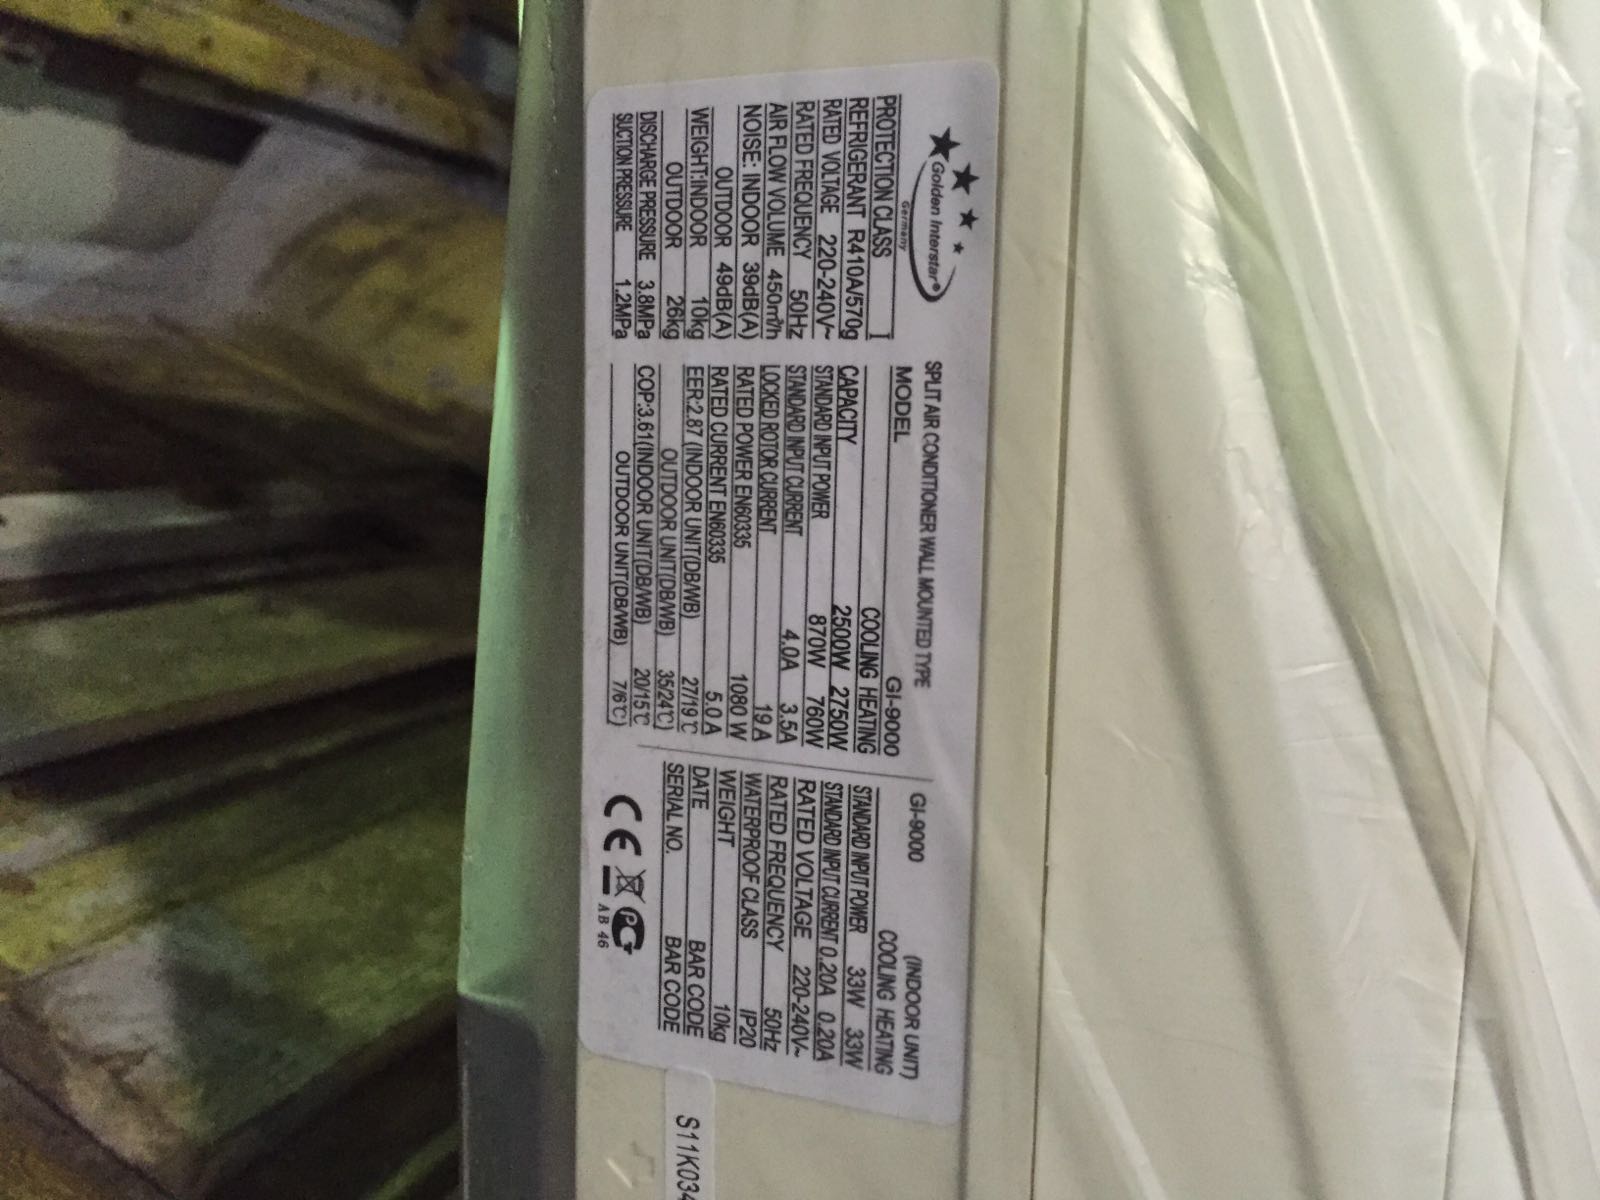 Golden Interstar®
Germany
PROTECTION CLASS I
REFRIGERANT R410A/570g
RATED VOLTAGE 220-240V~
RATED FREQUENCY 50Hz
AIR FLOW VOLUME 450m³/h
NOISE: INDOOR 39dB(A)
OUTDOOR 49dB(A)
WEIGHT:INDOOR 10kg
OUTDOOR 26kg
DISCHARGE PRESSURE 3.8MPa
SUCTION PRESSURE 1.2MPa
SPLIT AIR CONDITIONER WALL MOUNTED TYPE
MODEL GI-9000
COOLING HEATING
CAPACITY 2500W 2750W
STANDARD INPUT POWER 870W 760W
STANDARD INPUT CURRENT 4.0A 3.5A
LOCKED ROTOR CURRENT 19A
RATED POWER EN60335 1080 W
RATED CURRENT EN60335 5.0 A
EER:2.87 (INDOOR UNIT(DB/WB) 27/19℃
OUTDOOR UNIT(DB/WB) 35/24℃)
COP:3.61(INDOOR UNIT(DB/WB) 20/15℃
OUTDOOR UNIT(DB/WB) 7/6℃)
GI-9000 (INDOOR UNIT)
COOLING HEATING
STANDARD INPUT POWER 33W 33W
STANDARD INPUT CURRENT 0.20A 0.20A
RATED VOLTAGE 220-240V~
RATED FREQUENCY 50Hz
WATERPROOF CLASS IP20
WEIGHT 10kg
DATE BAR CODE
SERIAL NO. BAR CODE
CE
PC
AB 46
S11K034